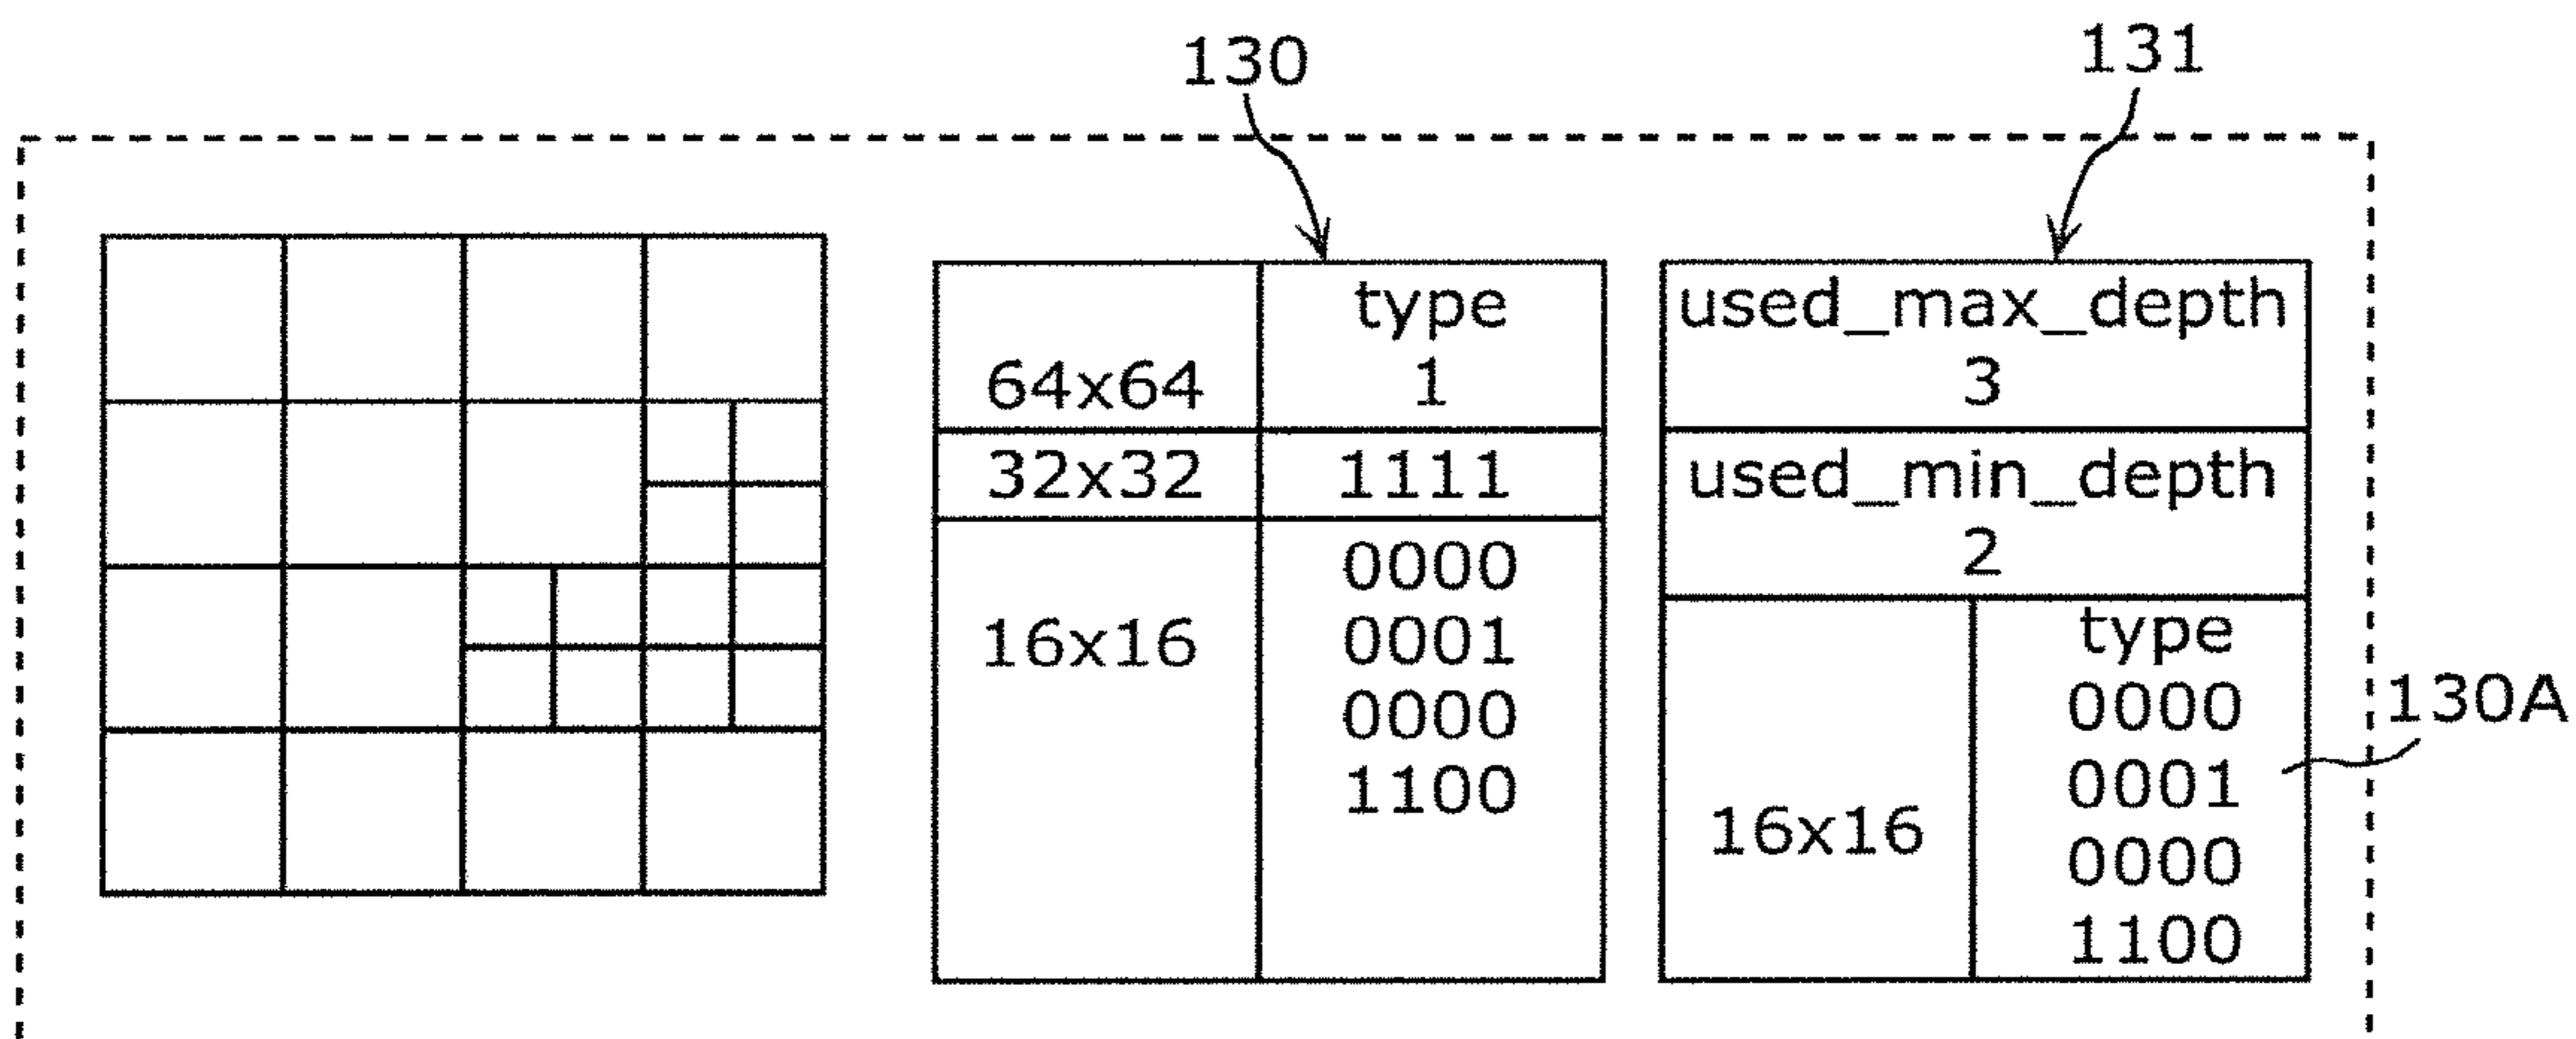 130
131
type
64x64 1
32x32 1111
16x16
0000
0001
0000
1100
used_max_depth
3
used_min_depth
2
16x16
type
0000
0001
0000
1100
130A